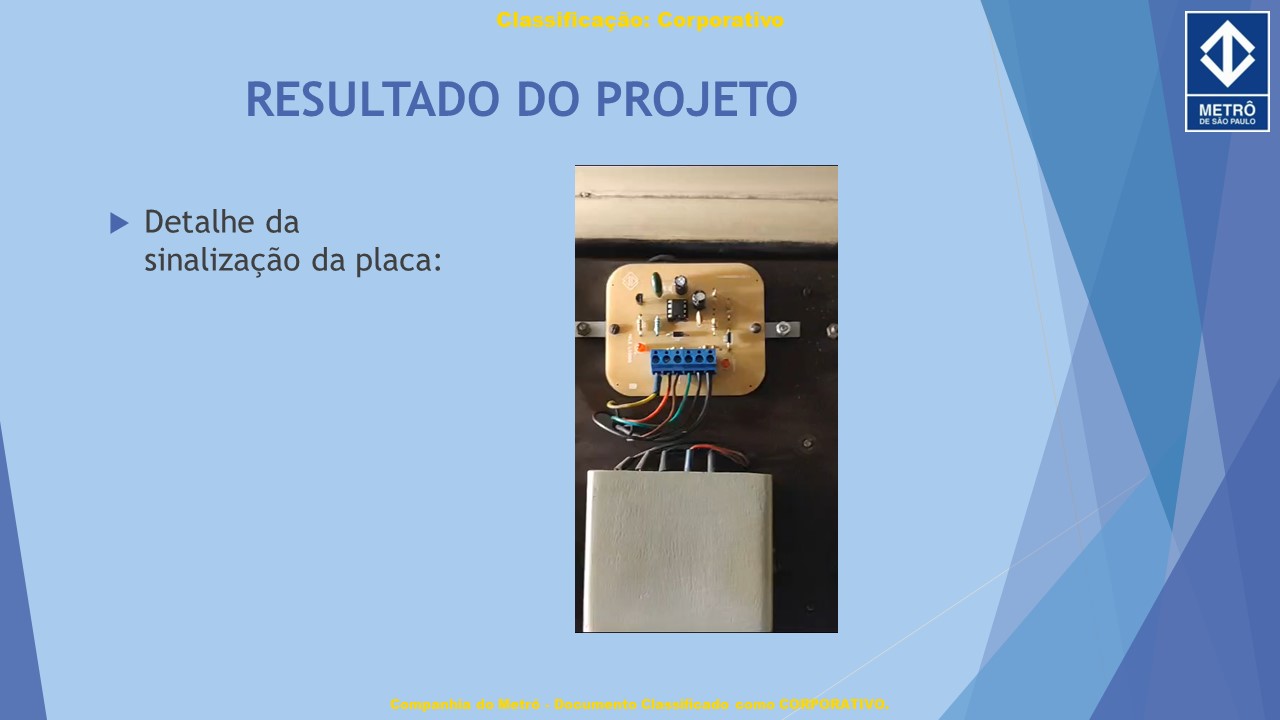 Classificação: Corporativo
METRÔ
DE SÃO PAULO
RESULTADO DO PROJETO
Detalhe da
sinalização da placa:
Companhia do Metrô - Documento Classificado como CORPORATIVO.